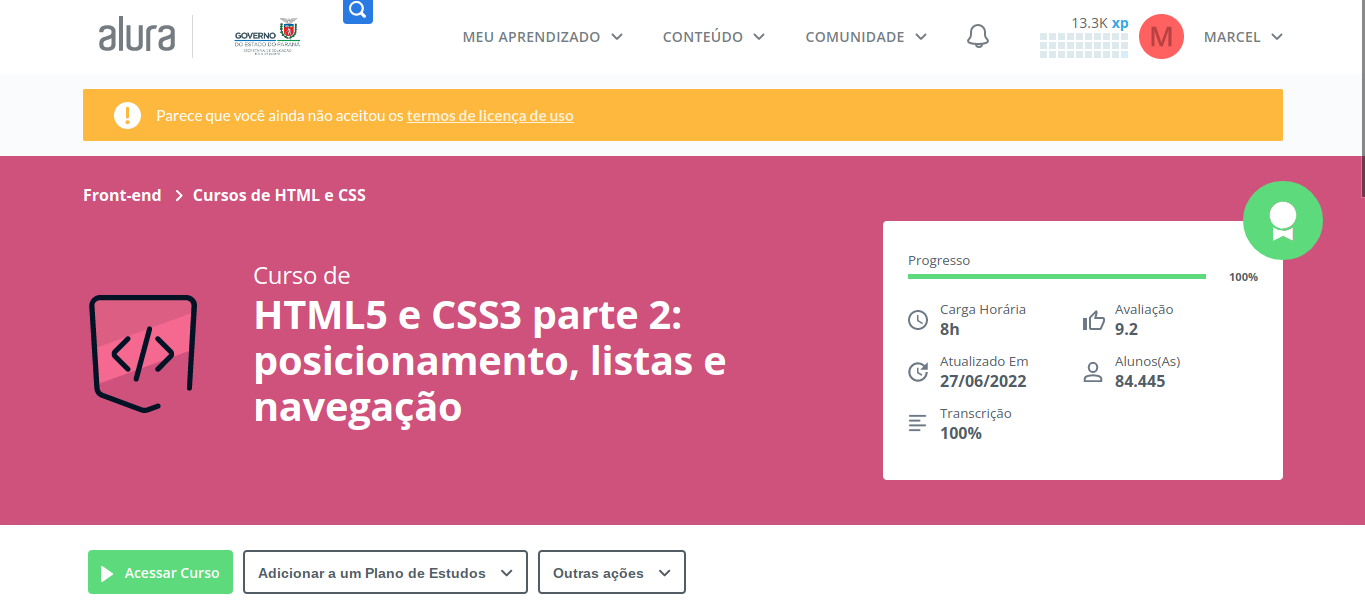 alura
GOVERNO
DO ESTADO DO PARANÁ
SECRETARIA DA EDUCAÇÃO
MEU APRENDIZADO
CONTEÚDO
COMUNIDADE
13.3K xp
M
MARCEL
Parece que você ainda não aceitou os termos de licença de uso
Front-end > Cursos de HTML e CSS
Curso de
HTML5 e CSS3 parte 2:
posicionamento, listas e
navegação
Progresso
100%
Carga Horária
8h
Avaliação
9.2
Atualizado Em
27/06/2022
Alunos(As)
84.445
Transcrição
100%
Acessar Curso
Adicionar a um Plano de Estudos
Outras ações